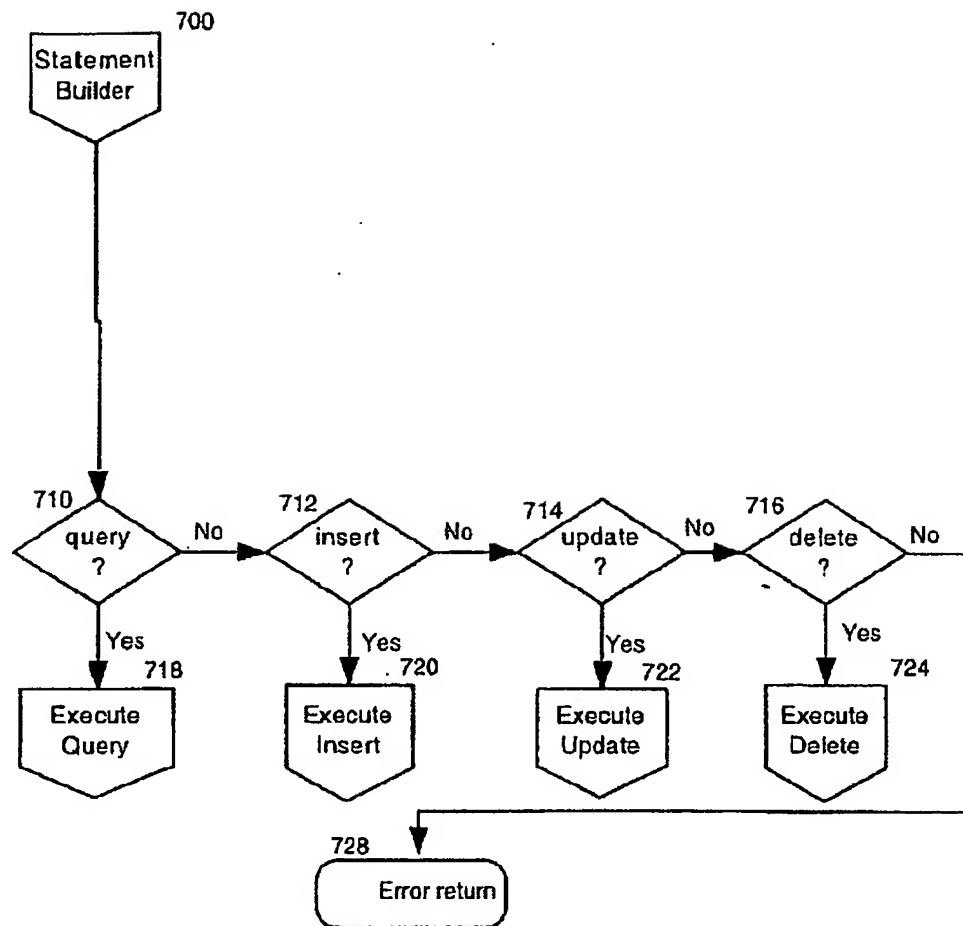 700
Statement
Builder
710
query
?
No
712
insert
?
No
714
update
?
No
716
delete
?
No
Yes
718
Execute
Query
Yes
720
Execute
Insert
Yes
722
Execute
Update
Yes
724
Execute
Delete
728
Error return